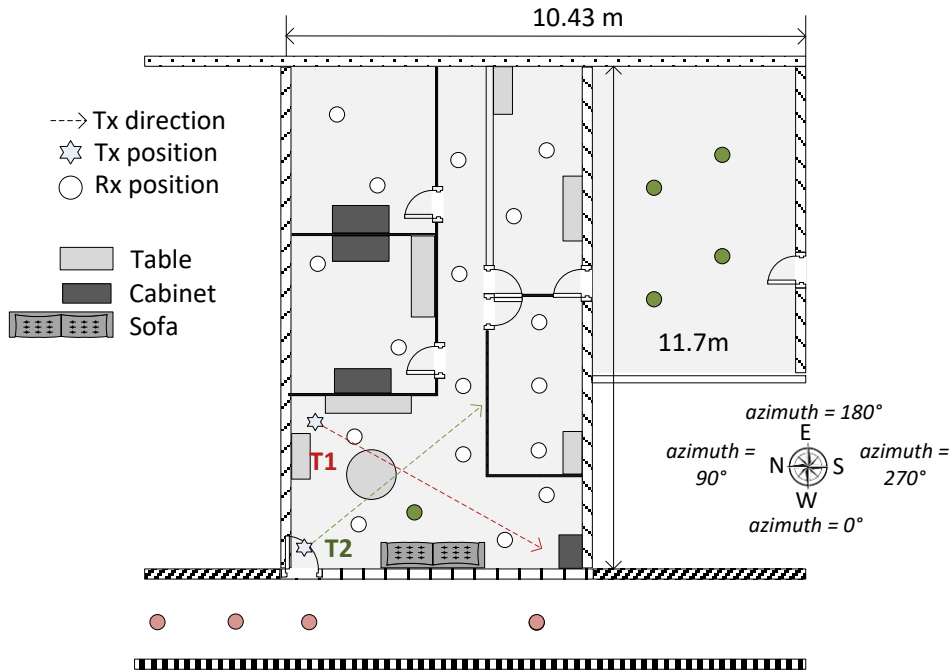 10.43 m
Tx direction
Tx position
Rx position
Table
Cabinet
Sofa
11.7m
azimuth = 180°
E
azimuth =
90°
N
S
azimuth =
270°
W
azimuth = 0°
T1
T2